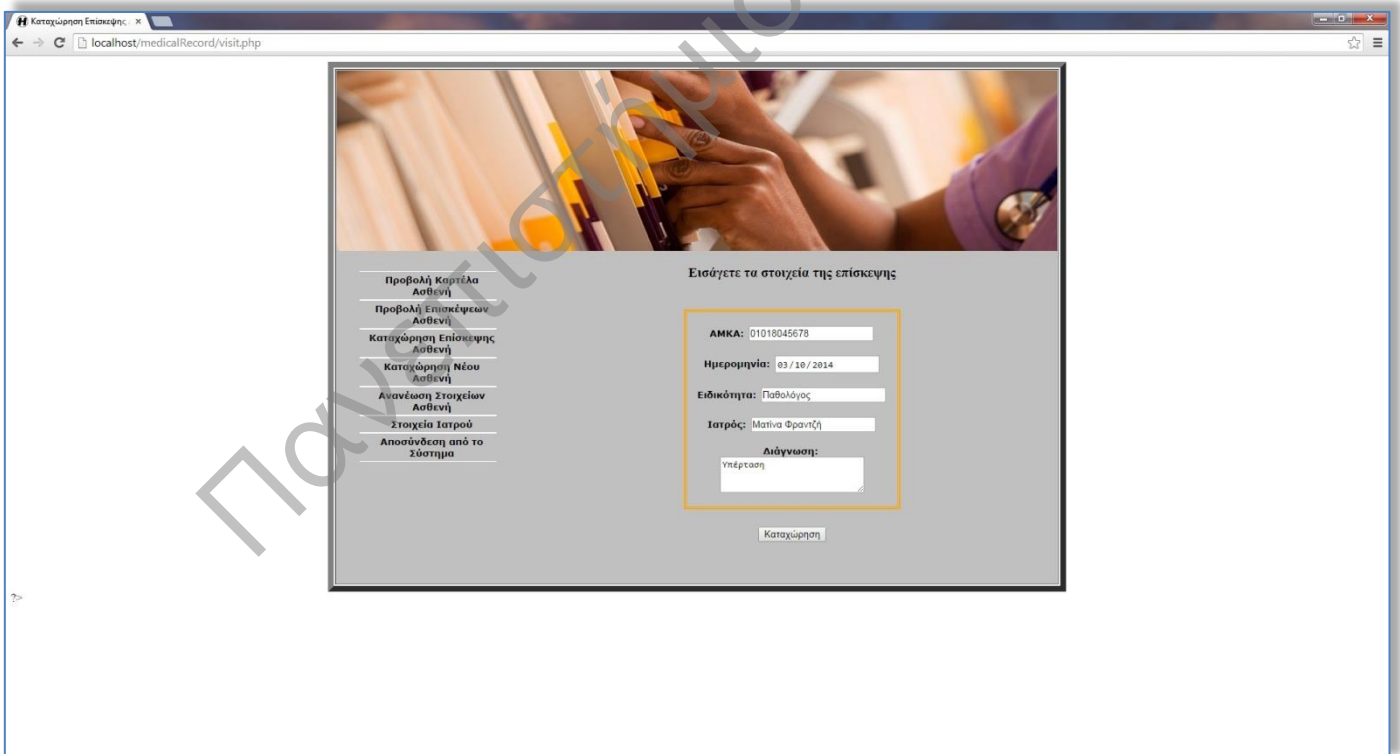 Καταχώρηση Επίσκεψης
localhost/medicalRecord/visit.php
Εισάγετε τα στοιχεία της επίσκεψης
Προβολή Καρτέλα
Ασθενή
Προβολή Επισκέψεων
Ασθενή
Καταχώρηση Επίσκεψης
Ασθενή
Καταχώρηση Νέου
Ασθενή
Ανανέωση Στοιχείων
Ασθενή
Στοιχεία Ιατρού
Αποσύνδεση από το
Σύστημα
ΑΜΚΑ: 01018045678
Ημερομηνία: 03/10/2014
Ειδικότητα: Παθολόγος
Ιατρός: Ματίνα Φραντζή
Διάγνωση:
Υπέρταση
Καταχώρηση
?>
Πανεπιστήμιο